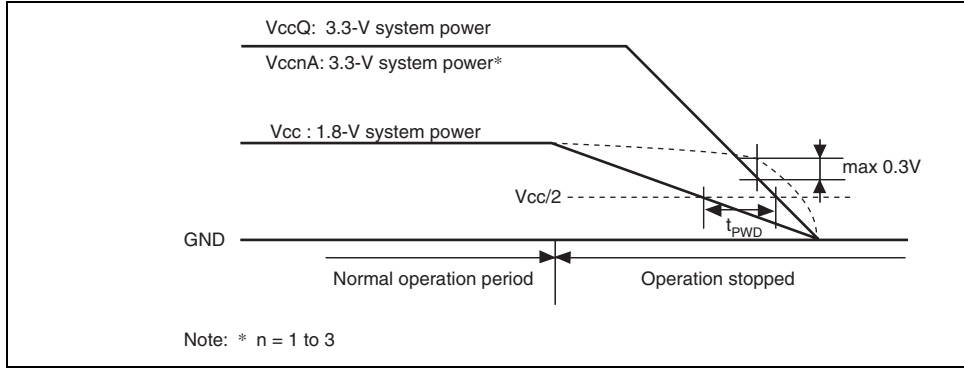 VccQ: 3.3-V system power
VccnA: 3.3-V system power*
Vcc : 1.8-V system power
max 0.3V
Vcc/2
tPWD
GND
Normal operation period
Operation stopped
Note: * n = 1 to 3